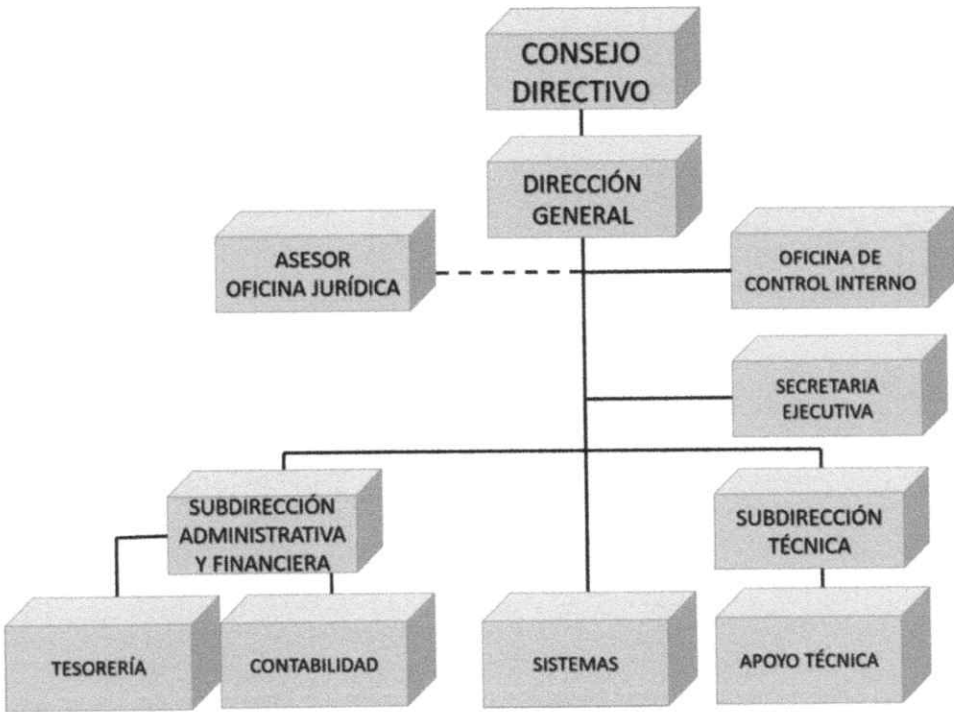 CONSEJO
DIRECTIVO
DIRECCIÓN
GENERAL
ASESOR
OFICINA JURÍDICA
OFICINA DE
CONTROL INTERNO
SECRETARIA
EJECUTIVA
SUBDIRECCIÓN
ADMINISTRATIVA
Y FINANCIERA
SUBDIRECCIÓN
TÉCNICA
TESORERÍA
CONTABILIDAD
SISTEMAS
APOYO TÉCNICA